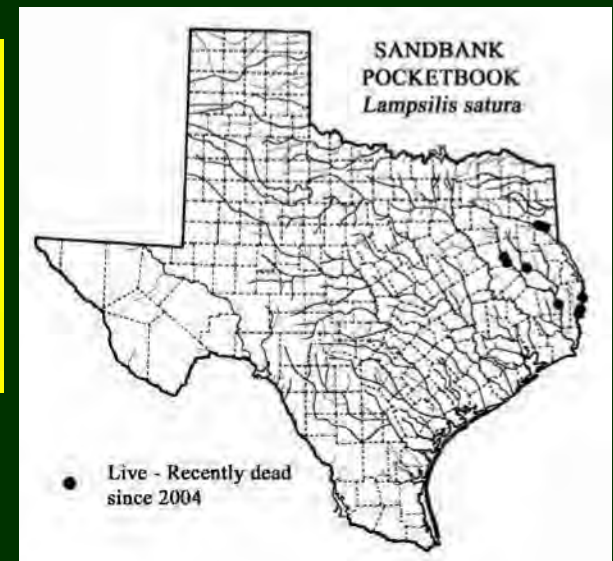 SANDBANK
POCKETBOOK
Lampsilis satura
Live - Recently dead
since 2004